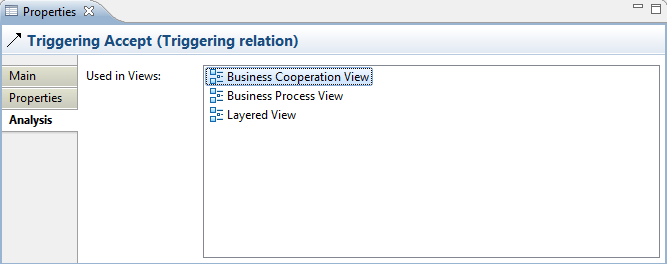 Properties
Triggering Accept (Triggering relation)
Main
Used in Views:
Business Cooperation View
Properties
Business Process View
Analysis
Layered View